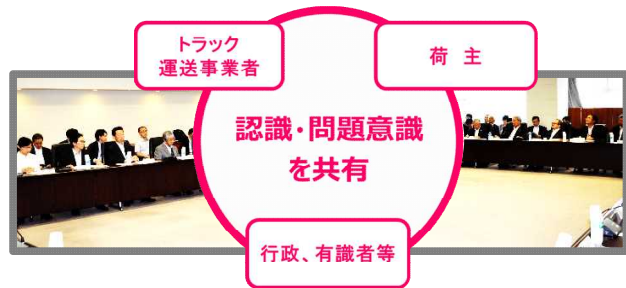 トラック
運送事業者
荷 主
認識・問題意識
を共有
行政、有識者等